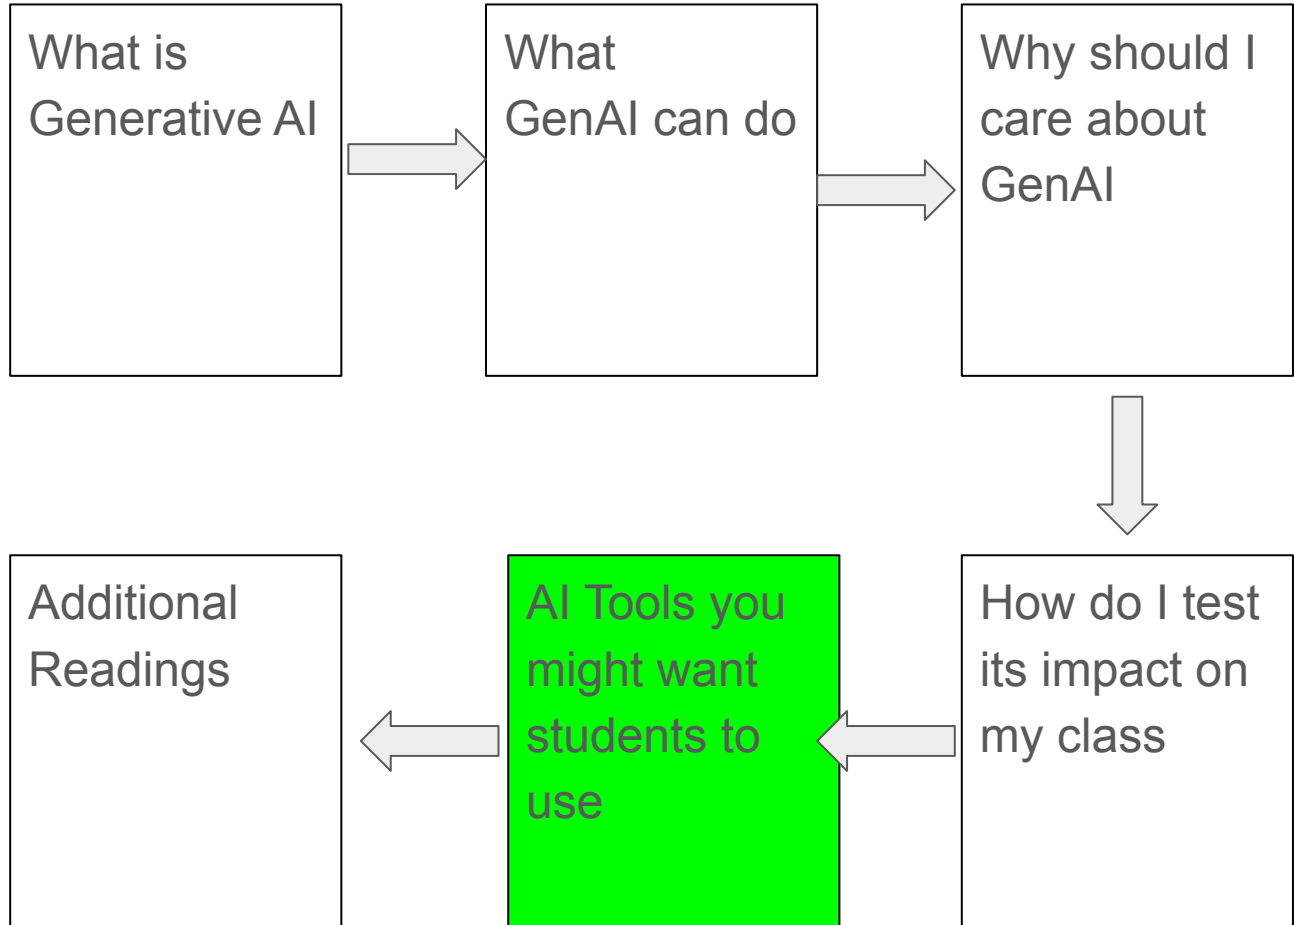 What is
Generative AI
What
GenAI can do
Why should I
care about
GenAI
How do I test
its impact on
my class
AI Tools you
might want
students to
use
Additional
Readings